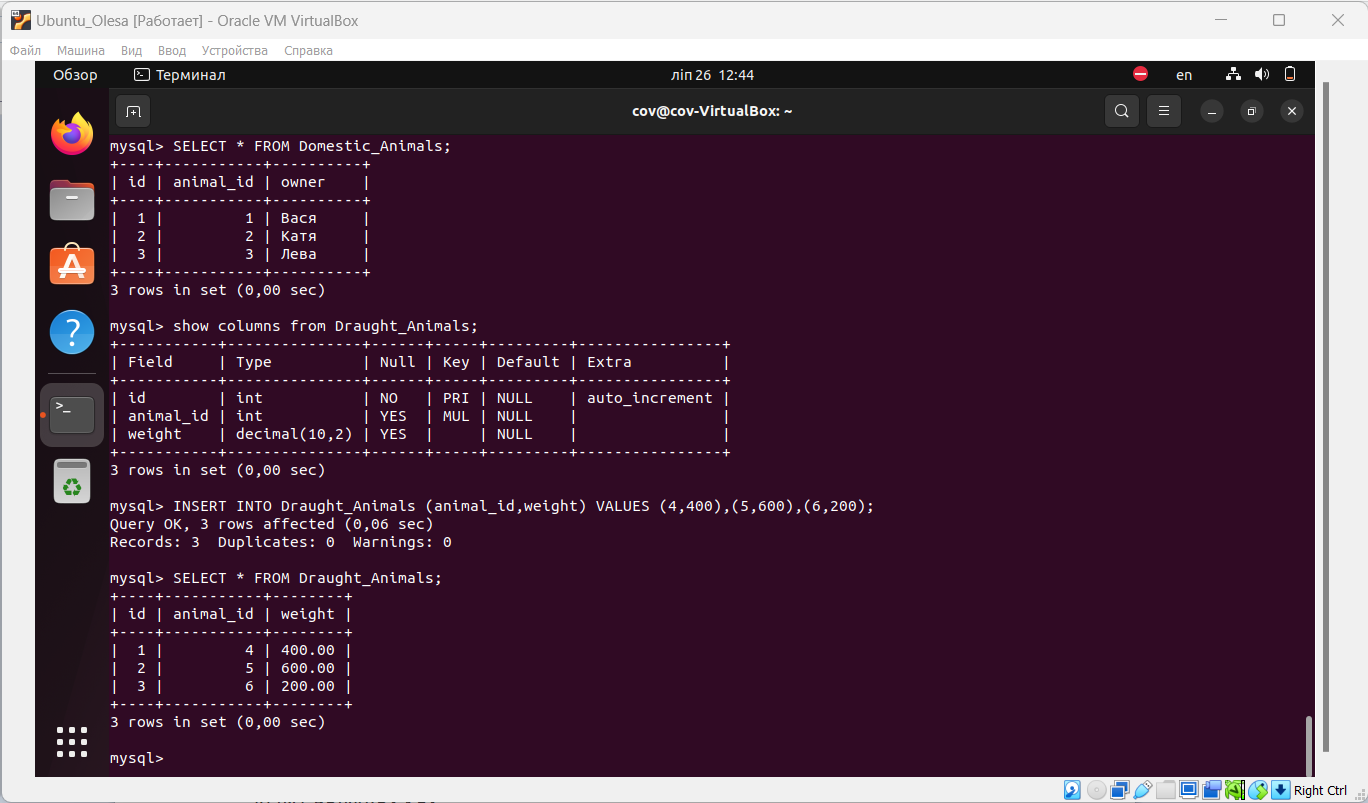 Ubuntu_Olesa [Работает] - Oracle VM VirtualBox
Файл Машина Вид Ввод Устройства Справка
Обзор Терминал ліп 26 12:44 en
cov@cov-VirtualBox: ~
mysql> SELECT * FROM Domestic_Animals;
+----+-----------+----------+
| id | animal_id | owner    |
+----+-----------+----------+
|  1 |         1 | Вася     |
|  2 |         2 | Катя     |
|  3 |         3 | Лева     |
+----+-----------+----------+
3 rows in set (0,00 sec)
mysql> show columns from Draught_Animals;
+-----------+---------------+------+-----+---------+----------------+
| Field     | Type          | Null | Key | Default | Extra          |
+-----------+---------------+------+-----+---------+----------------+
| id        | int           | NO   | PRI | NULL    | auto_increment |
| animal_id | int           | YES  | MUL | NULL    |                |
| weight    | decimal(10,2) | YES  |     | NULL    |                |
+-----------+---------------+------+-----+---------+----------------+
3 rows in set (0,00 sec)
mysql> INSERT INTO Draught_Animals (animal_id,weight) VALUES (4,400),(5,600),(6,200);
Query OK, 3 rows affected (0,06 sec)
Records: 3  Duplicates: 0  Warnings: 0
mysql> SELECT * FROM Draught_Animals;
+----+-----------+--------+
| id | animal_id | weight |
+----+-----------+--------+
|  1 |         4 | 400.00 |
|  2 |         5 | 600.00 |
|  3 |         6 | 200.00 |
+----+-----------+--------+
3 rows in set (0,00 sec)
mysql>
Right Ctrl